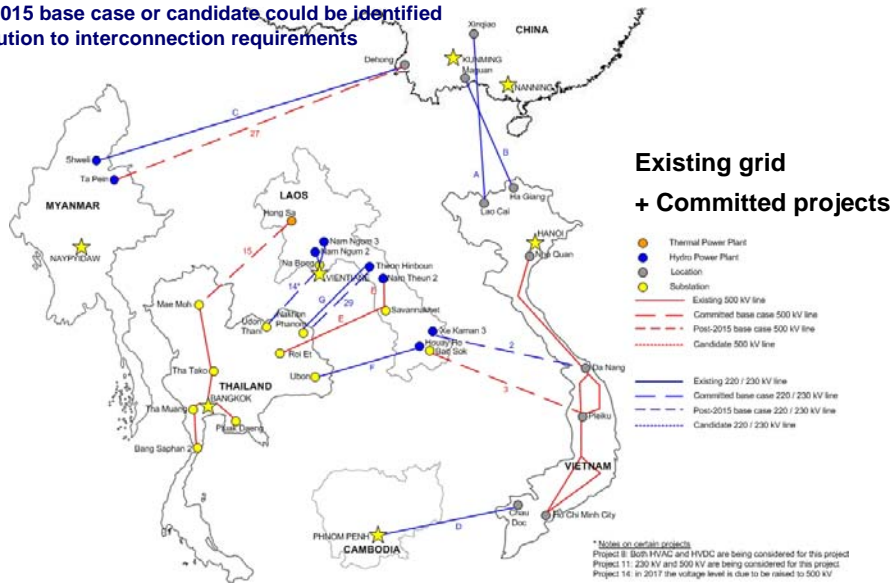 015 base case or candidate could be identified
ution to interconnection requirements
Xinqiao
CHINA
Dehong
KUNMING
Maguan
NANNING
C
27
A
B
Shweli
Ta Pein
MYANMAR
LAOS
Hong Sa
Lao Cai
Ha Giang
HANOI
Nho Quan
NAYPYIDAW
15
Nam Ngum 3
Nam Ngum 2
Na Bong
VIENTIANE
Theun Hinboun
Nam Theun 2
Mae Moh
14*
G
29
E
Udon
Thani
Nakhon
Phanom
Savannakhet
E
Roi Et
Xe Kaman 3
Houay Ho
Ban Sok
2
Da Nang
Tha Tako
THAILAND
Ubon
F
3
BANGKOK
Tha Muang
Pluak Daeng
Pleiku
Bang Saphan 2
VIETNAM
Chau
Doc
Ho Chi Minh City
PHNOM PENH
D
CAMBODIA
Existing grid
+ Committed projects
Thermal Power Plant
Hydro Power Plant
Location
Substation
Existing 500 kV line
Committed base case 500 kV line
Post-2015 base case 500 kV line
Candidate 500 kV line
Existing 220 / 230 kV line
Committed base case 220 / 230 kV line
Post-2015 base case 220 / 230 kV line
Candidate 220 / 230 kV line
* Notes on certain projects
Project 8: Both HVAC and HVDC are being considered for this project
Project 11: 230 kV and 500 kV are being considered for this project
Project 14: in 2017 the voltage level is due to be raised to 500 kV